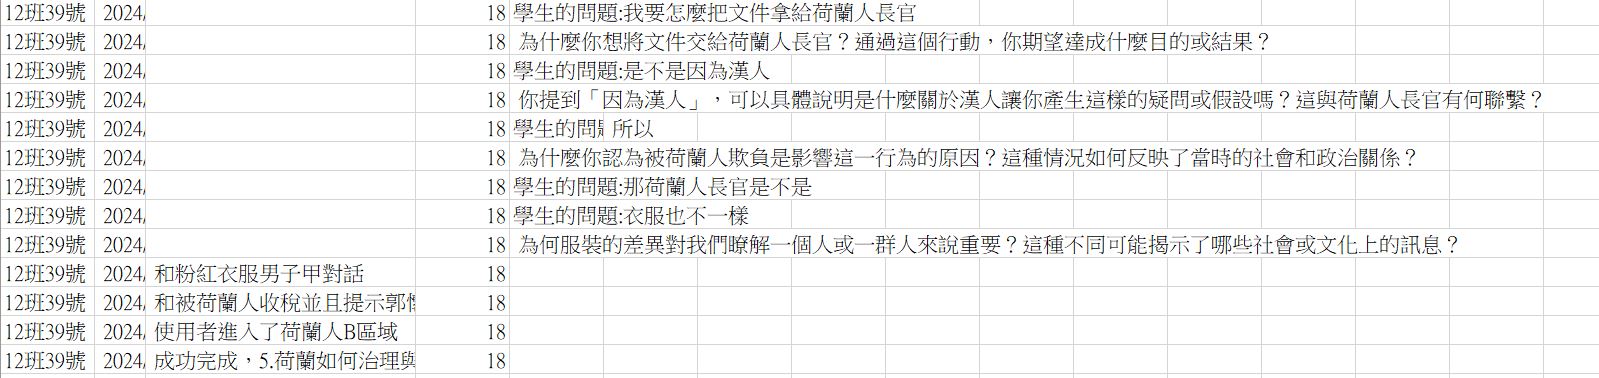 12班39號 2024/ 18 學生的問題:我要怎麼把文件拿給荷蘭人長官
12班39號 2024/ 18 為什麼你想將文件交給荷蘭人長官？通過這個行動，你期望達成什麼目的或結果？
12班39號 2024/ 18 學生的問題:是不是因為漢人
12班39號 2024/ 18 你提到「因為漢人」，可以具體說明是什麼關於漢人讓你產生這樣的疑問或假設嗎？這與荷蘭人長官有何聯繫？
12班39號 2024/ 18 學生的問 所以
12班39號 2024/ 18 為什麼你認為被荷蘭人欺負是影響這一行為的原因？這種情況如何反映了當時的社會和政治關係？
12班39號 2024/ 18 學生的問題:那荷蘭人長官是不是
12班39號 2024/ 18 學生的問題:衣服也不一樣
12班39號 2024/ 18 為何服裝的差異對我們瞭解一個人或一群人來說重要？這種不同可能揭示了哪些社會或文化上的訊息？
12班39號 2024/ 和粉紅衣服男子甲對話 18
12班39號 2024/ 和被荷蘭人收稅並且提示郭 18
12班39號 2024/ 使用者進入了荷蘭人B區域 18
12班39號 2024/ 成功完成，5.荷蘭如何治理與 18